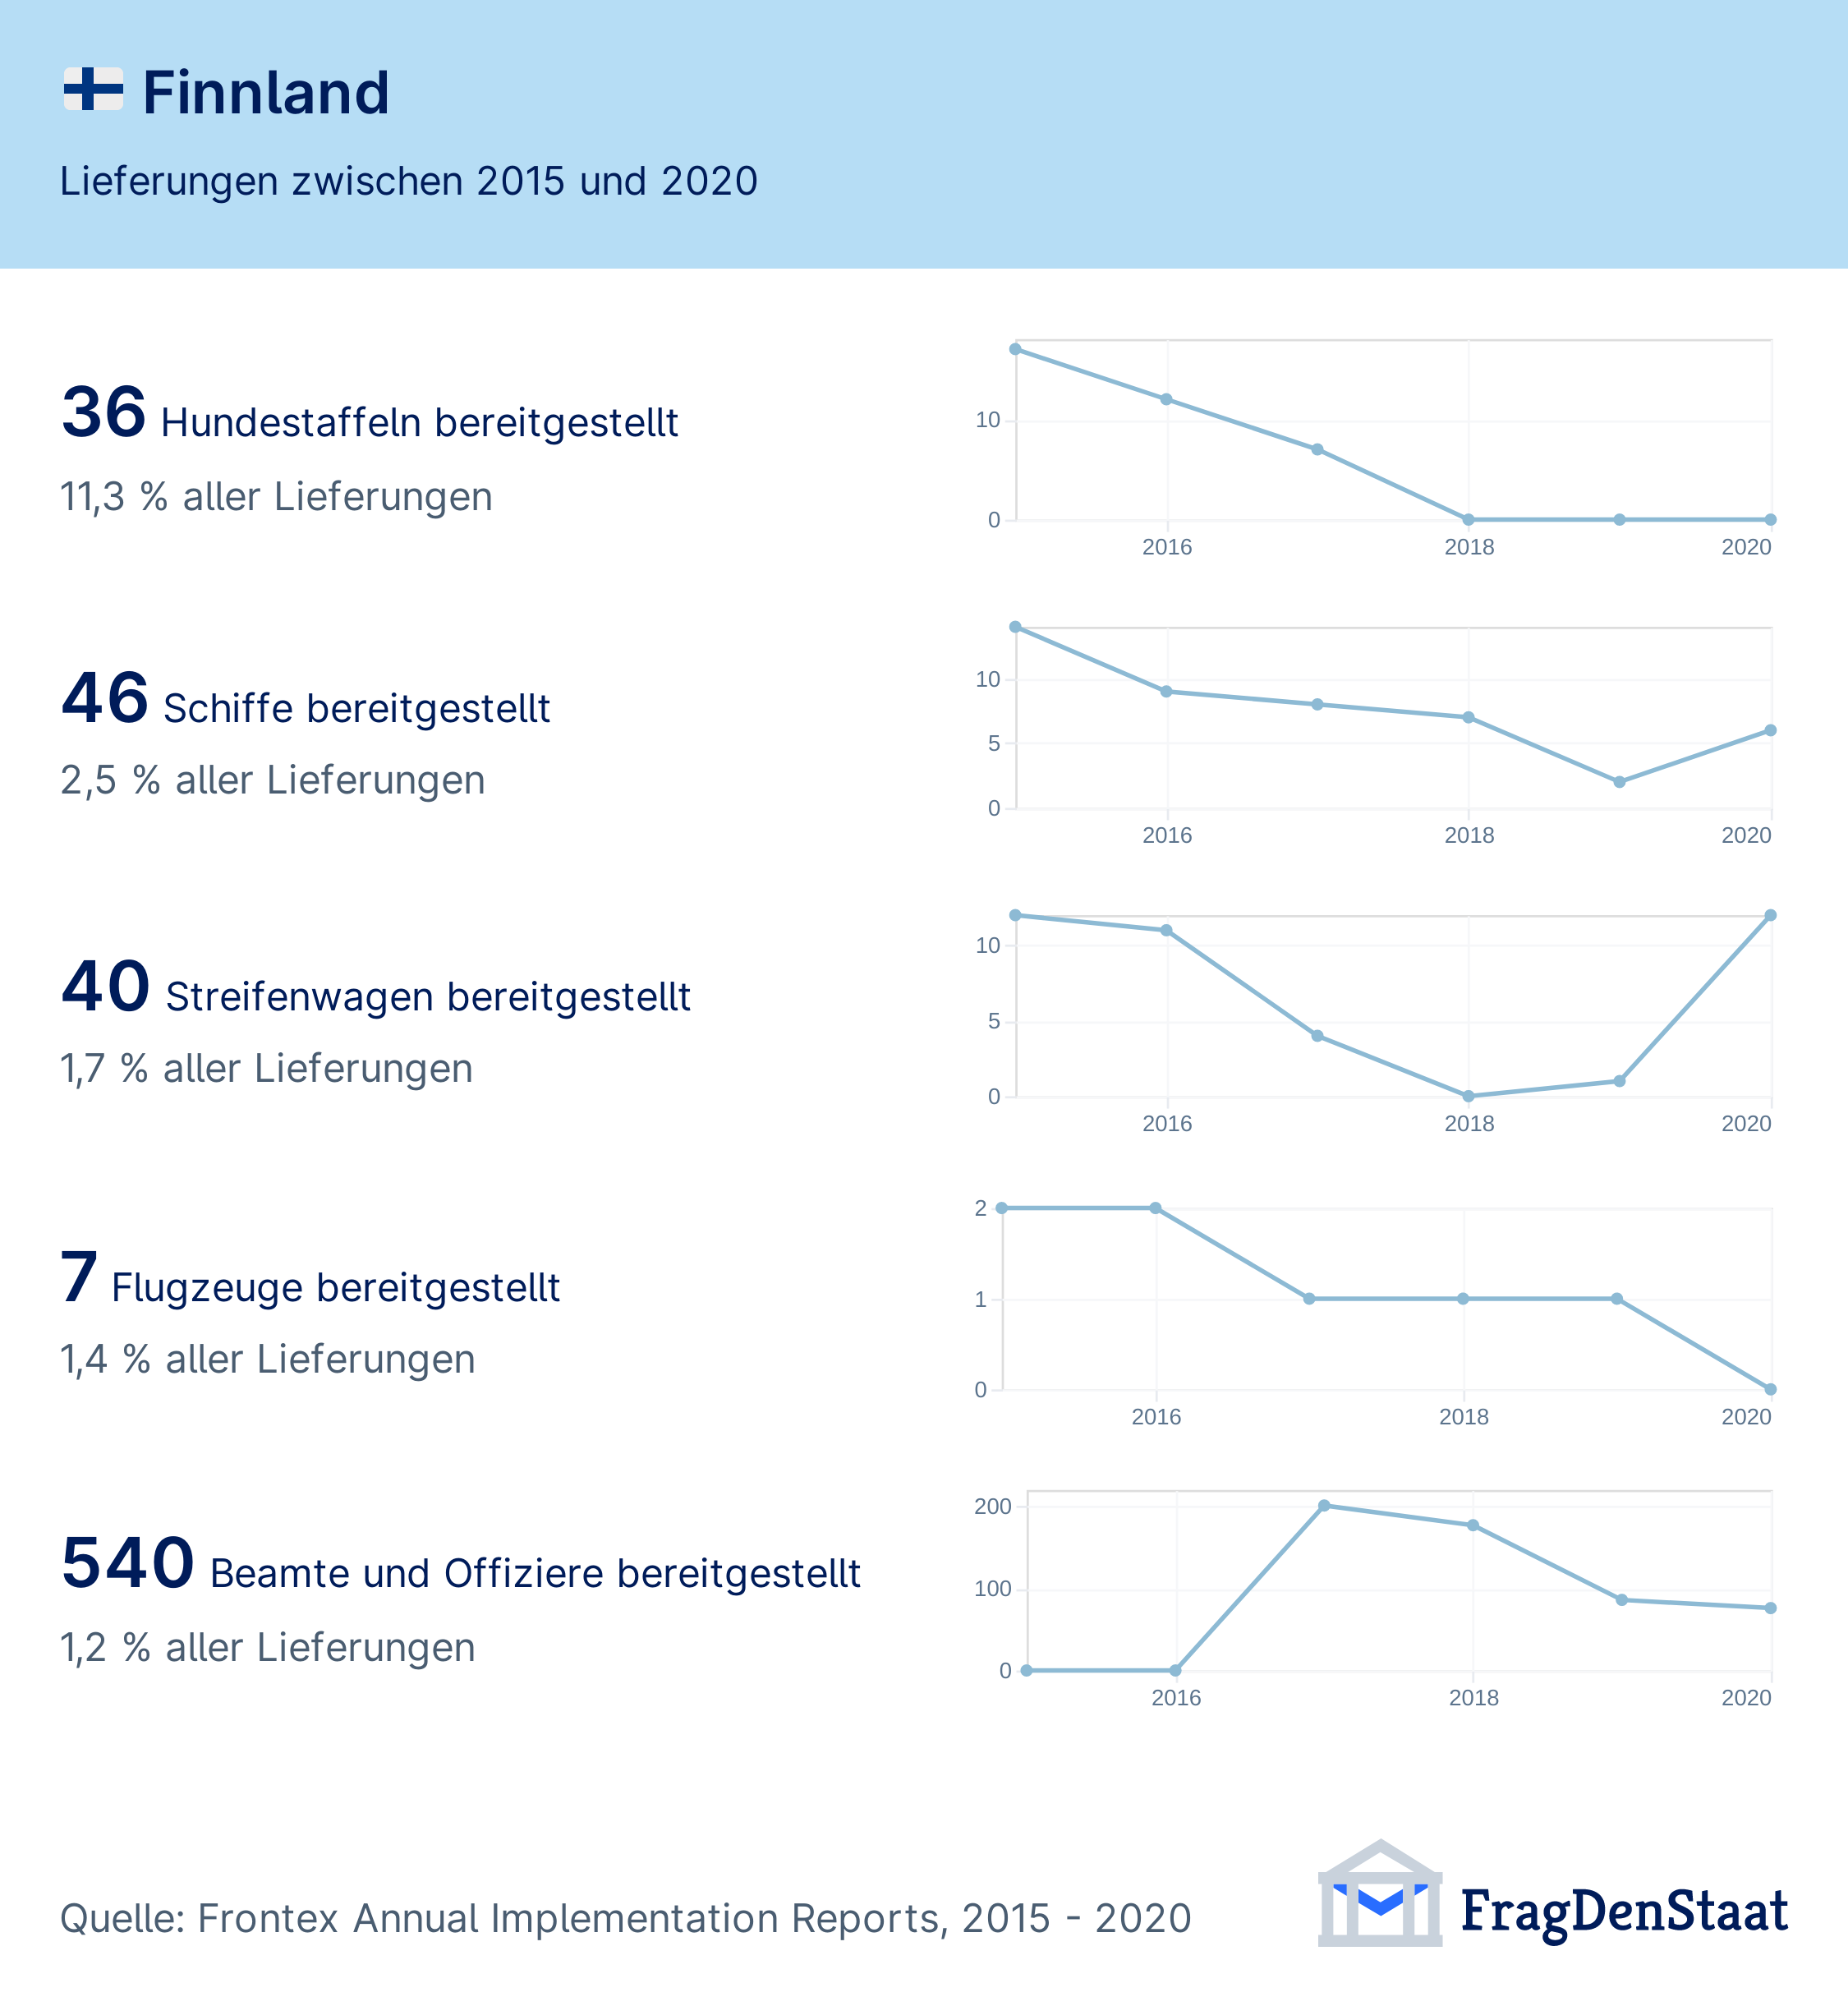 Finnland
Lieferungen zwischen 2015 und 2020
36 Hundestaffeln bereitgestellt
11,3 % aller Lieferungen
10
0
2016 2018 2020
46 Schiffe bereitgestellt
2,5 % aller Lieferungen
10
5
0
2016 2018 2020
40 Streifenwagen bereitgestellt
1,7 % aller Lieferungen
10
5
0
2016 2018 2020
7 Flugzeuge bereitgestellt
1,4 % aller Lieferungen
2
1
0
2016 2018 2020
540 Beamte und Offiziere bereitgestellt
1,2 % aller Lieferungen
200
100
0
2016 2018 2020
Quelle: Frontex Annual Implementation Reports, 2015 - 2020
FragDenStaat